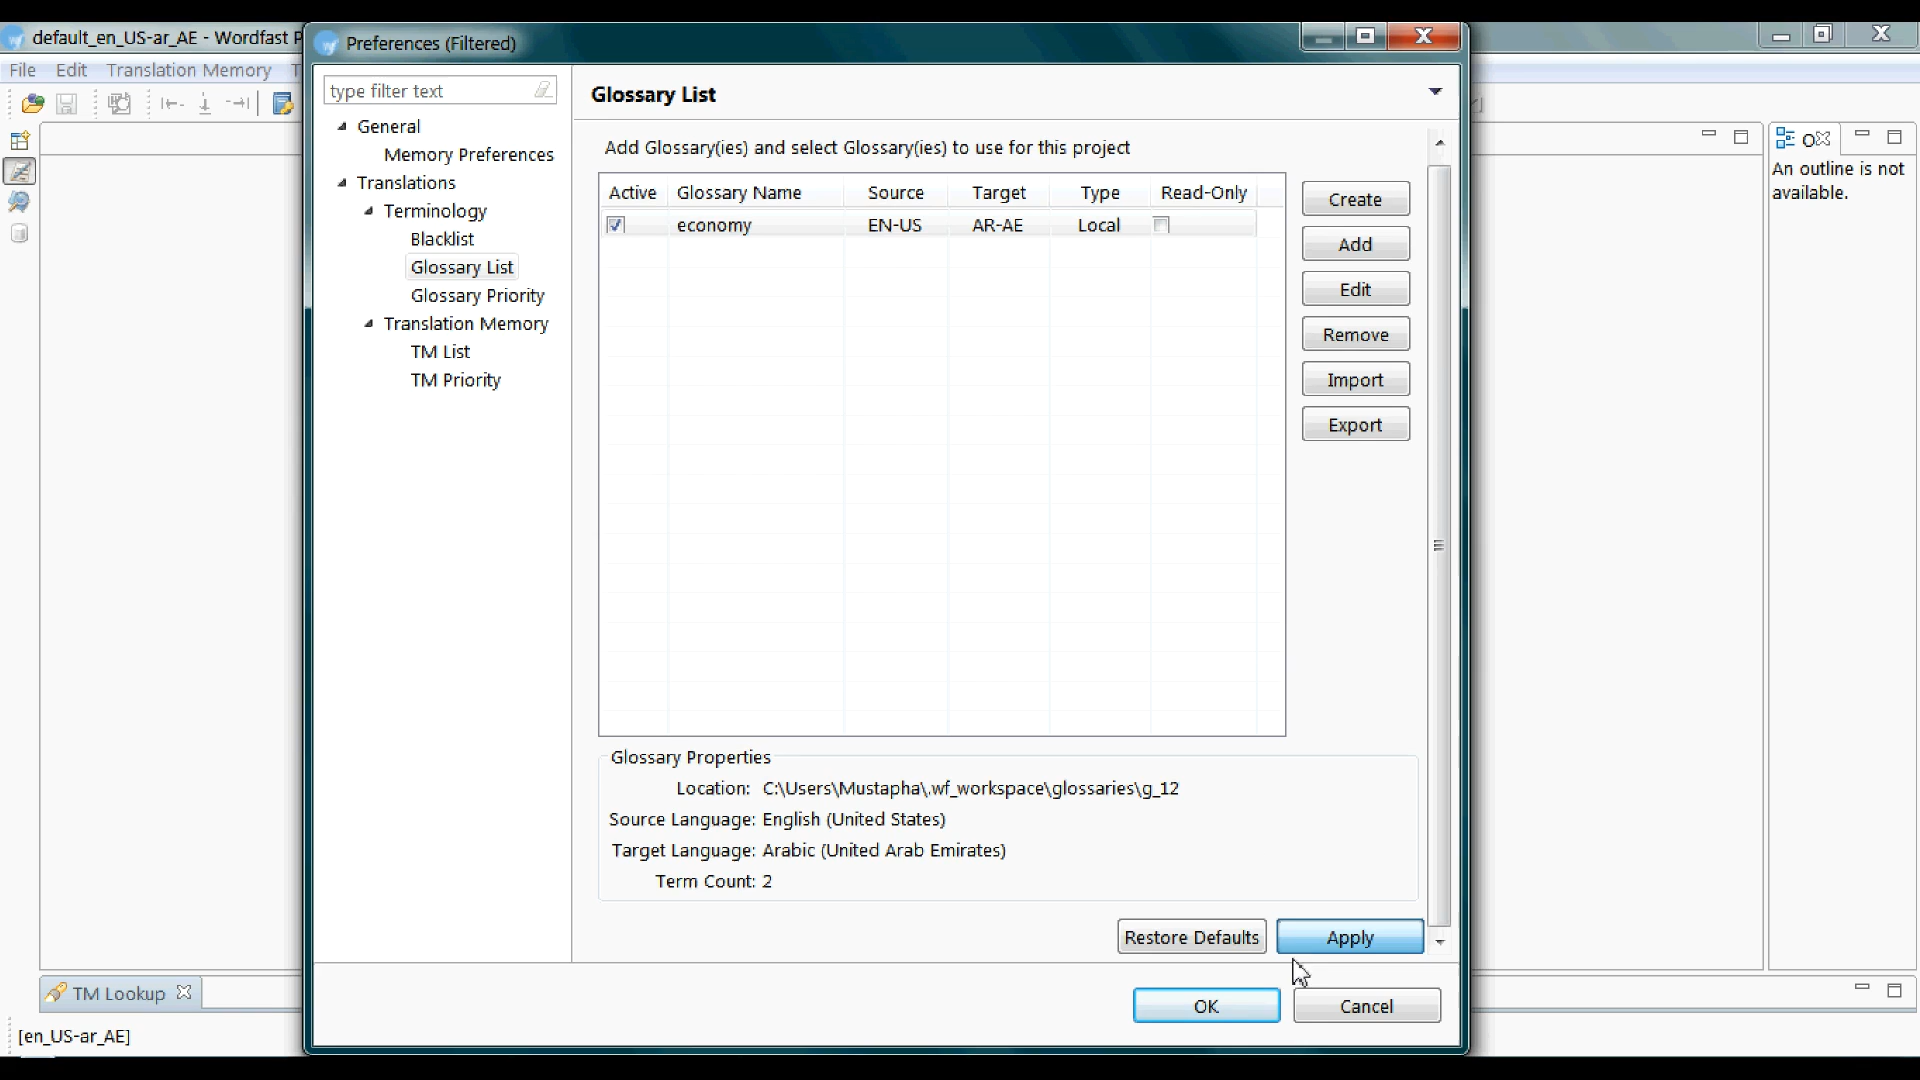 default_en_US-ar_AE - Wordfast P
Preferences (Filtered)
File Edit Translation Memory T
type filter text
General
Memory Preferences
Translations
Terminology
Blacklist
Glossary List
Glossary Priority
Translation Memory
TM List
TM Priority
Glossary List
Add Glossary(ies) and select Glossary(ies) to use for this project
Active Glossary Name Source Target Type Read-Only
economy EN-US AR-AE Local
Create
Add
Edit
Remove
Import
Export
Glossary Properties
Location: C:\Users\Mustapha\.wf_workspace\glossaries\g_12
Source Language: English (United States)
Target Language: Arabic (United Arab Emirates)
Term Count: 2
Restore Defaults Apply
OK Cancel
O
An outline is not
available.
TM Lookup
[en_US-ar_AE]